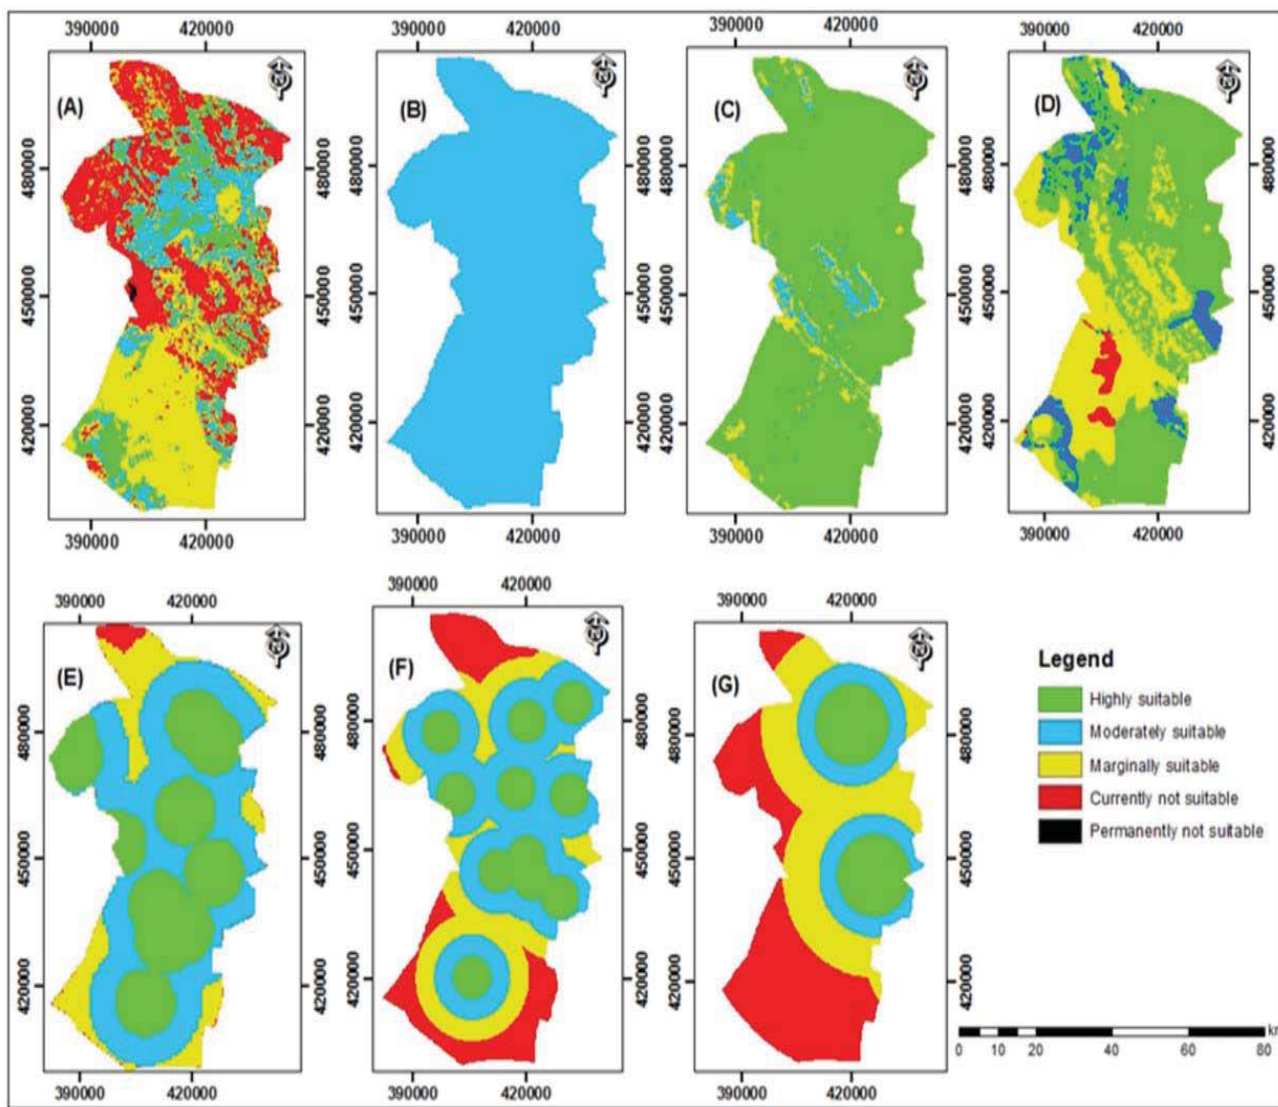 390000 420000 390000 420000 390000 420000 390000 420000
(A) (B) (C) (D)
480000 480000 480000 480000 480000
450000 450000 450000 450000 450000
420000 420000 420000 420000 420000
390000 420000 390000 420000 390000 420000 390000 420000
390000 420000 390000 420000 390000 420000
(E) (F) (G)
480000 480000 480000 480000
450000 450000 450000 450000
420000 420000 420000 420000
390000 420000 390000 420000 390000 420000
Legend
Highly suitable
Moderately suitable
Marginally suitable
Currently not suitable
Permanently not suitable
0 10 20 40 60 80